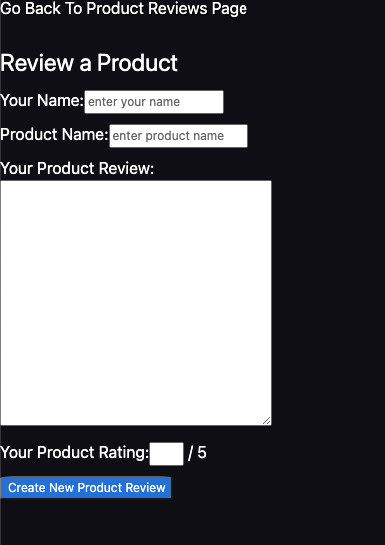 Go Back To Product Reviews Page
Review a Product
Your Name: enter your name
Product Name: enter product name
Your Product Review:
Your Product Rating: / 5
Create New Product Review